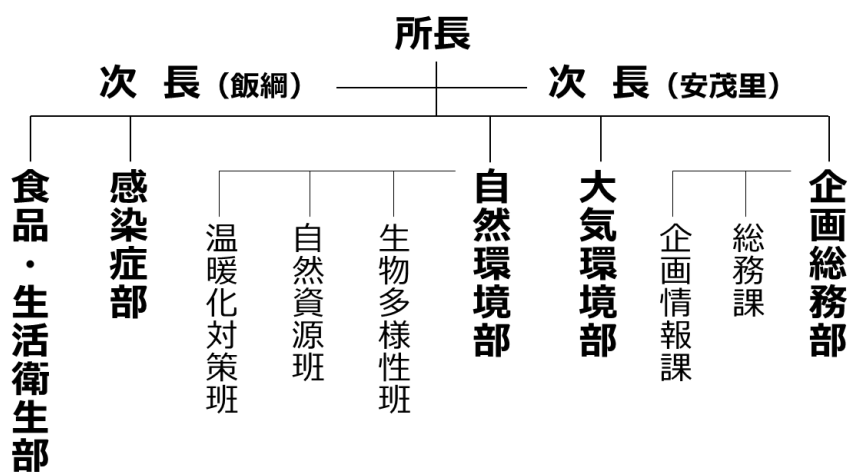 所長
次 長（飯綱）
次 長（安茂里）
企画総務部
総務課
企画情報課
大気環境部
自然環境部
生物多様性班
自然資源班
温暖化対策班
感染症部
食品・生活衛生部